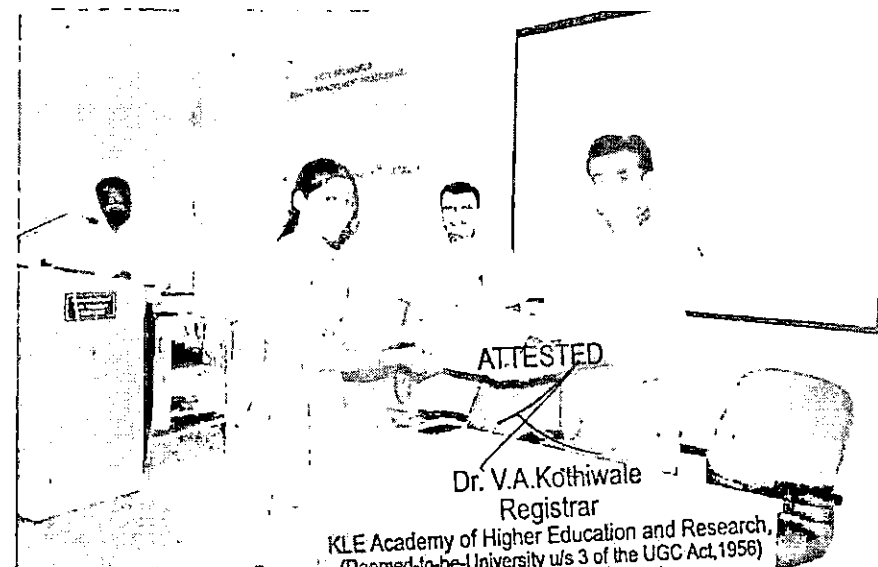 ATTESTED
Dr. V.A.Kothiwale
Registrar
KLE Academy of Higher Education and Research,
(Deemed-to-be-University u/s 3 of the UGC Act,1956)